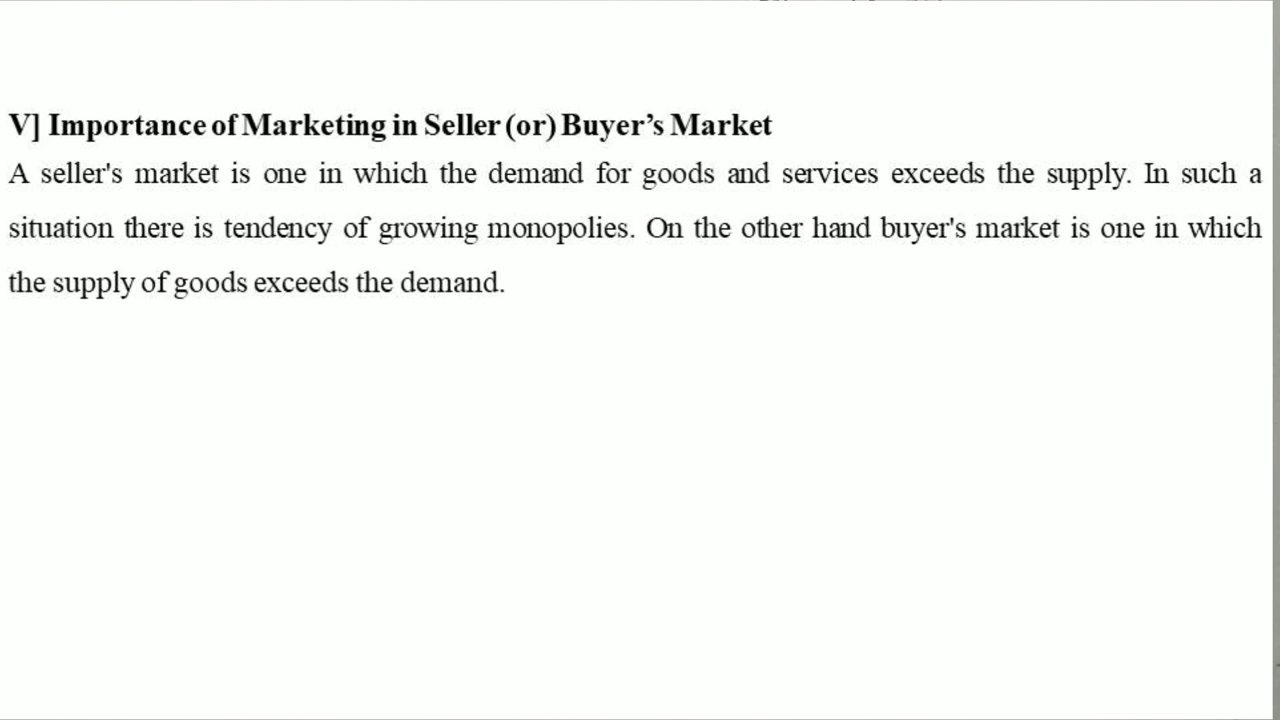 V] Importance of Marketing in Seller (or) Buyer’s Market
A seller's market is one in which the demand for goods and services exceeds the supply. In such a
situation there is tendency of growing monopolies. On the other hand buyer's market is one in which
the supply of goods exceeds the demand.